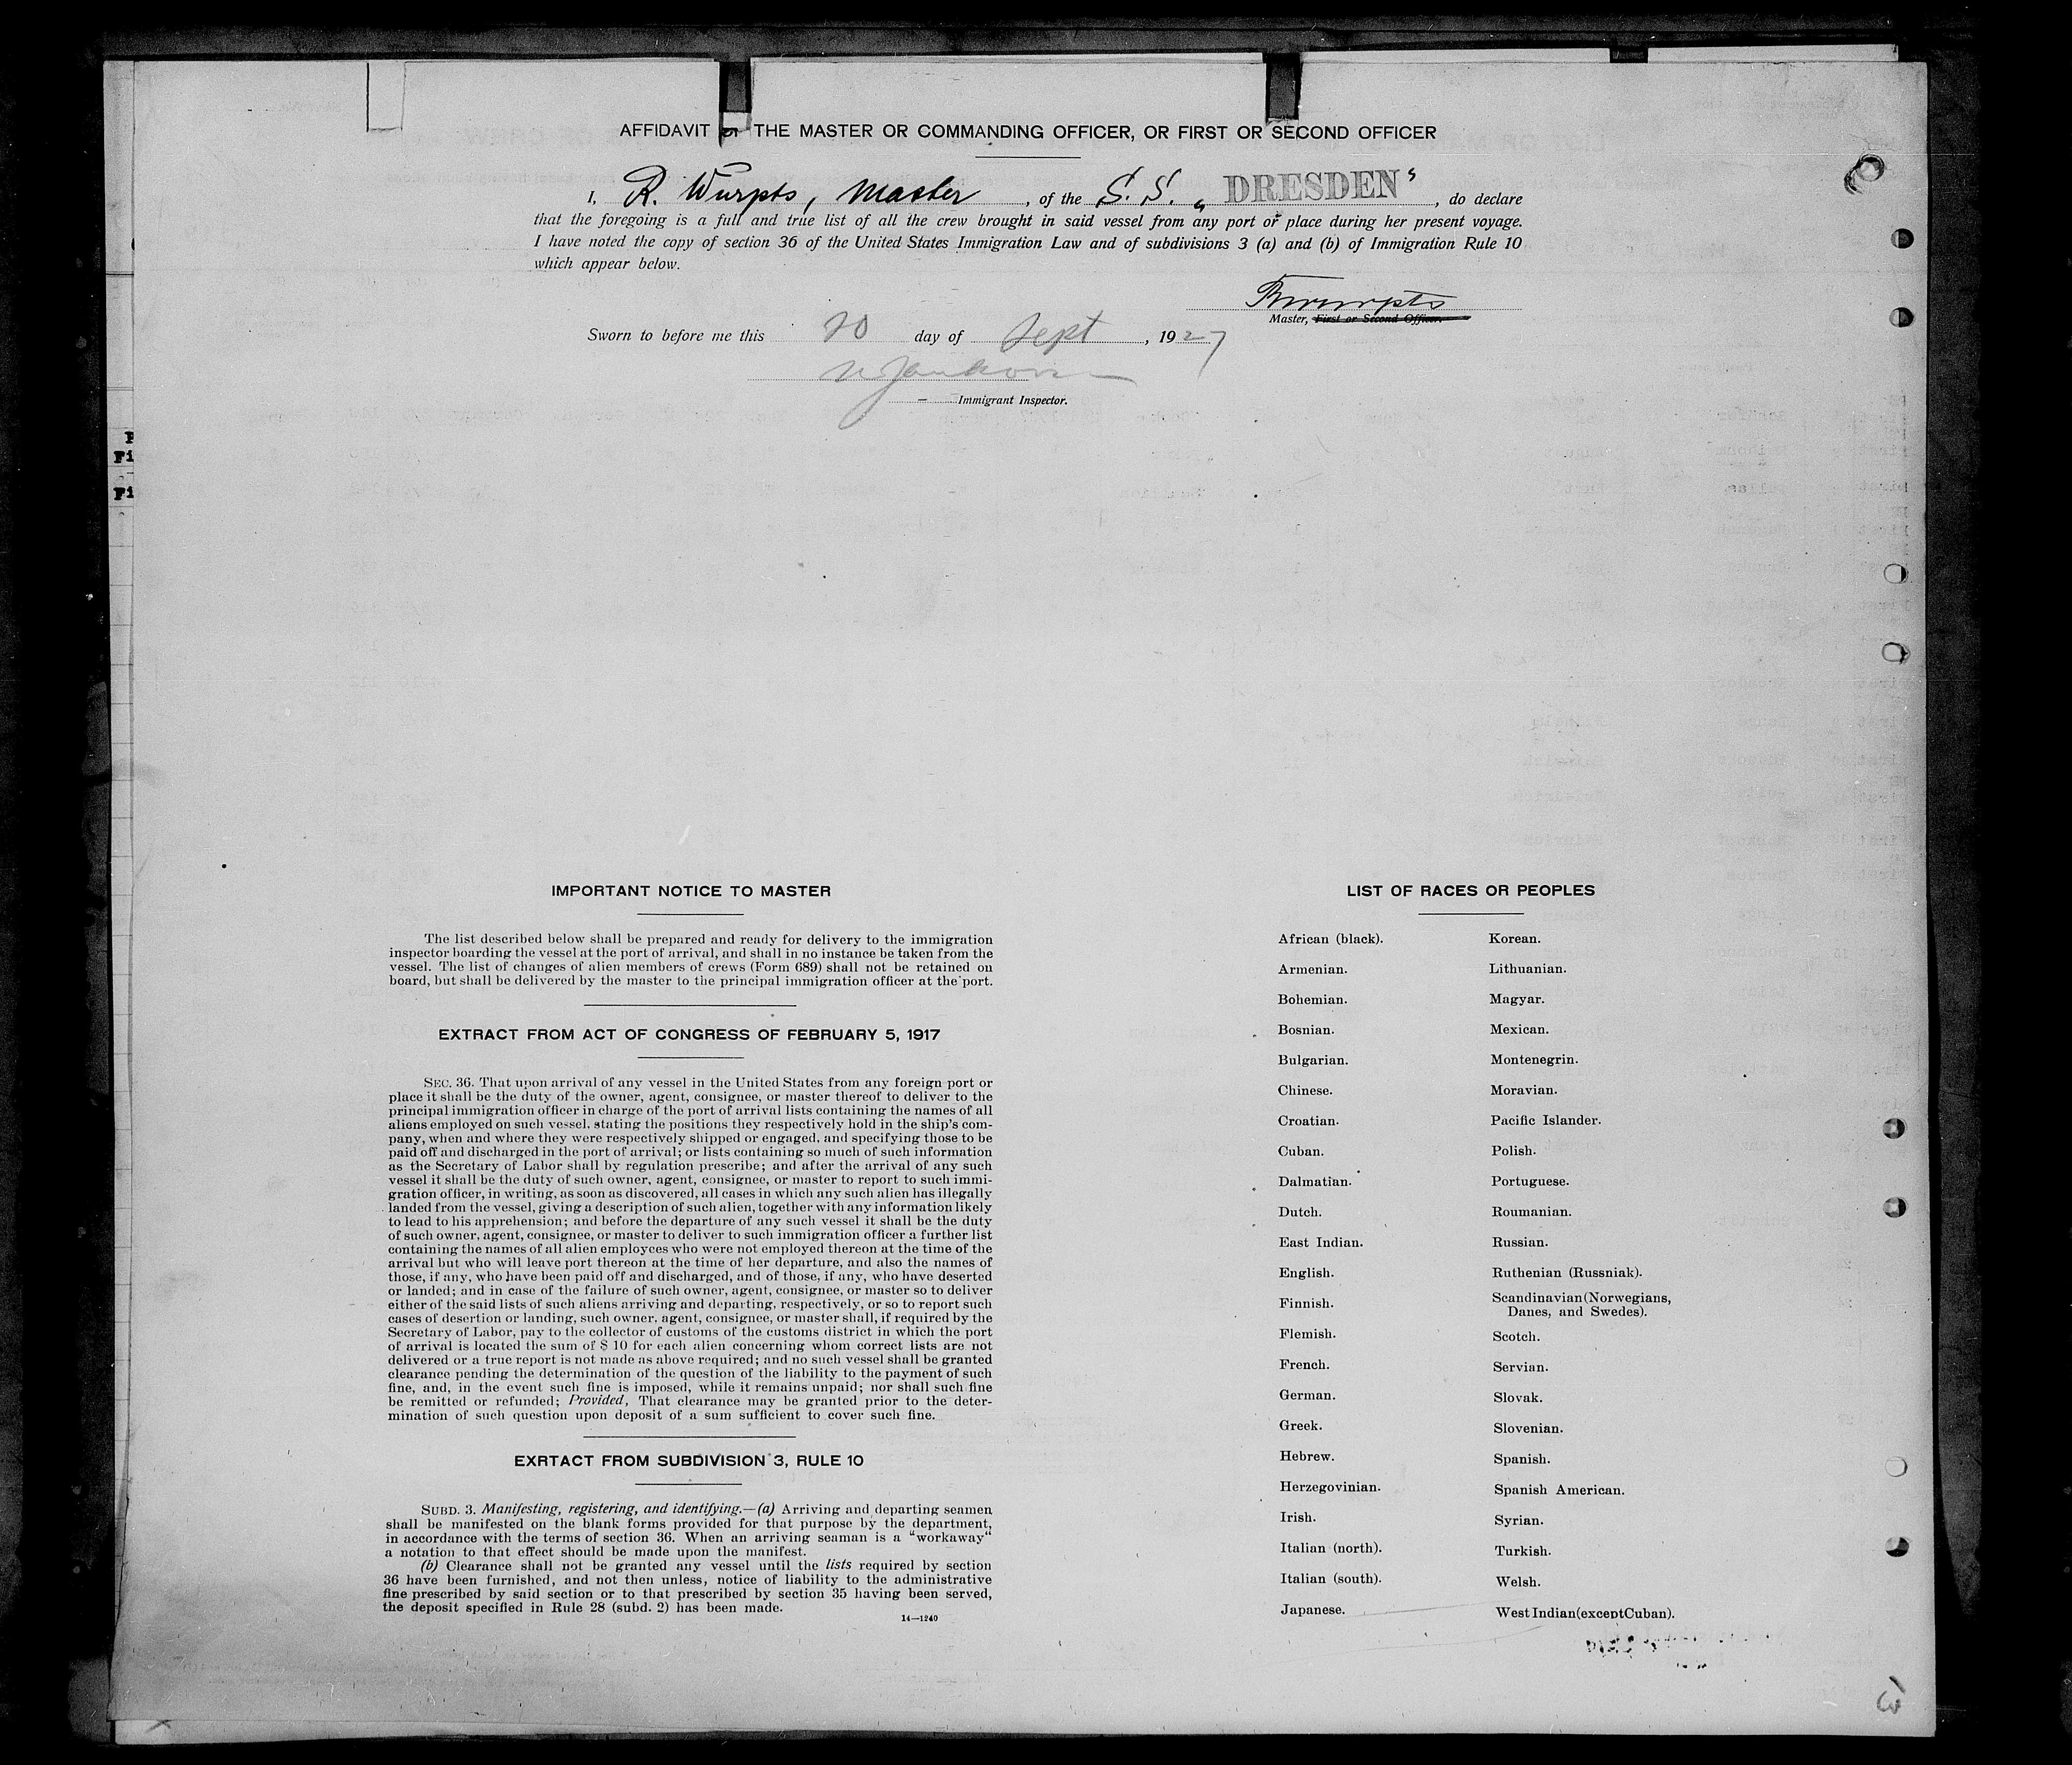 AFFIDAVIT OF THE MASTER OR COMMANDING OFFICER, OR FIRST OR SECOND OFFICER
I, R. Wurpts, Master, of the S.S. „DRESDEN“, do declare
that the foregoing is a full and true list of all the crew brought in said vessel from any port or place during her present voyage.
I have noted the copy of section 36 of the United States Immigration Law and of subdivisions 3 (a) and (b) of Immigration Rule 10
which appear below.
RWurpts
Master, First or Second Officer.
Sworn to before me this 20 day of Sept, 1927
Immigrant Inspector.
Fi
Fi
IMPORTANT NOTICE TO MASTER
The list described below shall be prepared and ready for delivery to the immigration
inspector boarding the vessel at the port of arrival, and shall in no instance be taken from the
vessel. The list of changes of alien members of crews (Form 689) shall not be retained on
board, but shall be delivered by the master to the principal immigration officer at the port.
EXTRACT FROM ACT OF CONGRESS OF FEBRUARY 5, 1917
SEC. 36. That upon arrival of any vessel in the United States from any foreign port or
place it shall be the duty of the owner, agent, consignee, or master thereof to deliver to the
principal immigration officer in charge of the port of arrival lists containing the names of all
aliens employed on such vessel, stating the positions they respectively hold in the ship's com-
pany, when and where they were respectively shipped or engaged, and specifying those to be
paid off and discharged in the port of arrival; or lists containing so much of such information
as the Secretary of Labor shall by regulation prescribe; and after the arrival of any such
vessel it shall be the duty of such owner, agent, consignee, or master to report to such immi-
gration officer, in writing, as soon as discovered, all cases in which any such alien has illegally
landed from the vessel, giving a description of such alien, together with any information likely
to lead to his apprehension; and before the departure of any such vessel it shall be the duty
of such owner, agent, consignee, or master to deliver to such immigration officer a further list
containing the names of all alien employees who were not employed thereon at the time of the
arrival but who will leave port thereon at the time of her departure, and also the names of
those, if any, who have been paid off and discharged, and of those, if any, who have deserted
or landed; and in case of the failure of such owner, agent, consignee, or master so to deliver
either of the said lists of such aliens arriving and departing, respectively, or so to report such
cases of desertion or landing, such owner, agent, consignee, or master shall, if required by the
Secretary of Labor, pay to the collector of customs of the customs district in which the port
of arrival is located the sum of $ 10 for each alien concerning whom correct lists are not
delivered or a true report is not made as above required; and no such vessel shall be granted
clearance pending the determination of the question of the liability to the payment of such
fine, and, in the event such fine is imposed, while it remains unpaid; nor shall such fine
be remitted or refunded; Provided, That clearance may be granted prior to the deter-
mination of such question upon deposit of a sum sufficient to cover such fine.
EXRTACT FROM SUBDIVISION 3, RULE 10
SUBD. 3. Manifesting, registering, and identifying.—(a) Arriving and departing seamen
shall be manifested on the blank forms provided for that purpose by the department,
in accordance with the terms of section 36. When an arriving seaman is a "workaway"
a notation to that effect should be made upon the manifest.
(b) Clearance shall not be granted any vessel until the lists required by section
36 have been furnished, and not then unless, notice of liability to the administrative
fine prescribed by said section or to that prescribed by section 35 having been served,
the deposit specified in Rule 28 (subd. 2) has been made.
14—1240
LIST OF RACES OR PEOPLES
African (black).
Armenian.
Bohemian.
Bosnian.
Bulgarian.
Chinese.
Croatian.
Cuban.
Dalmatian.
Dutch.
East Indian.
English.
Finnish.
Flemish.
French.
German.
Greek.
Hebrew.
Herzegovinian.
Irish.
Italian (north).
Italian (south).
Japanese.
Korean.
Lithuanian.
Magyar.
Mexican.
Montenegrin.
Moravian.
Pacific Islander.
Polish.
Portuguese.
Roumanian.
Russian.
Ruthenian (Russniak).
Scandinavian (Norwegians,
Danes, and Swedes).
Scotch.
Servian.
Slovak.
Slovenian.
Spanish.
Spanish American.
Syrian.
Turkish.
Welsh.
West Indian (except Cuban).